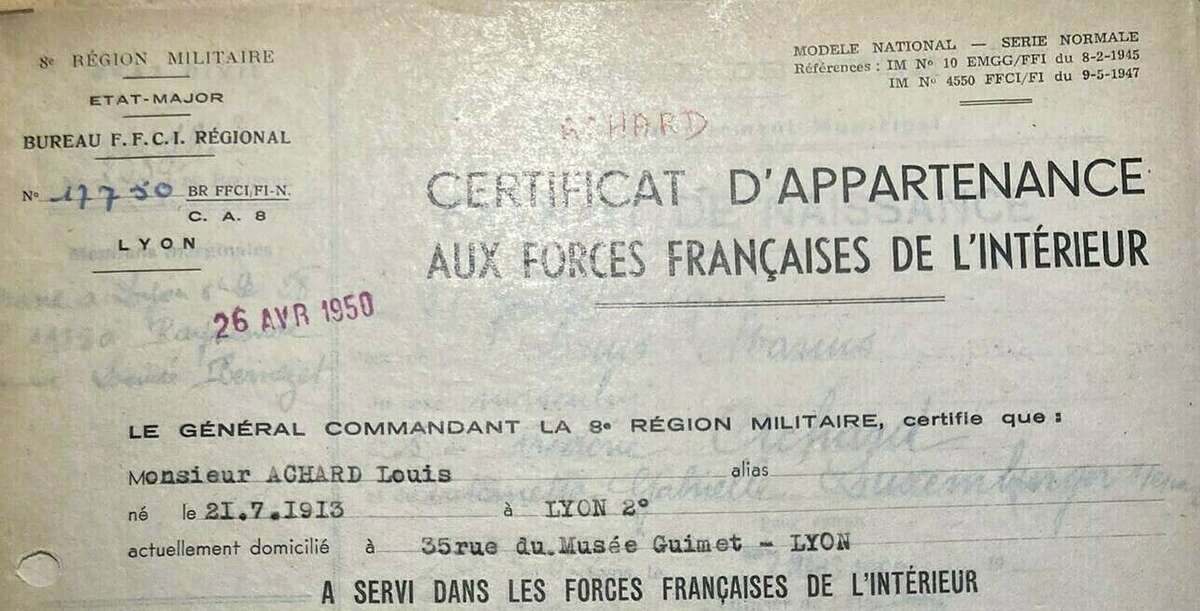 8e RÉGION MILITAIRE
ETAT-MAJOR
BUREAU F.F.C.I. RÉGIONAL
No 17750 BR FFCI/FI-N.
C. A. 8
LYON
26 AVR 1950
MODELE NATIONAL — SERIE NORMALE
Références : IM No 10 EMGG/FFI du 8-2-1945
IM No 4550 FFCI/FI du 9-5-1947
ACHARD
CERTIFICAT D'APPARTENANCE
AUX FORCES FRANÇAISES DE L'INTÉRIEUR
LE GÉNÉRAL COMMANDANT LA 8e RÉGION MILITAIRE, certifie que :
Monsieur ACHARD Louis alias
né le 21.7.1913 à LYON 2°
actuellement domicilié à 35rue du.Musée Guimet - LYON
A SERVI DANS LES FORCES FRANÇAISES DE L'INTÉRIEUR